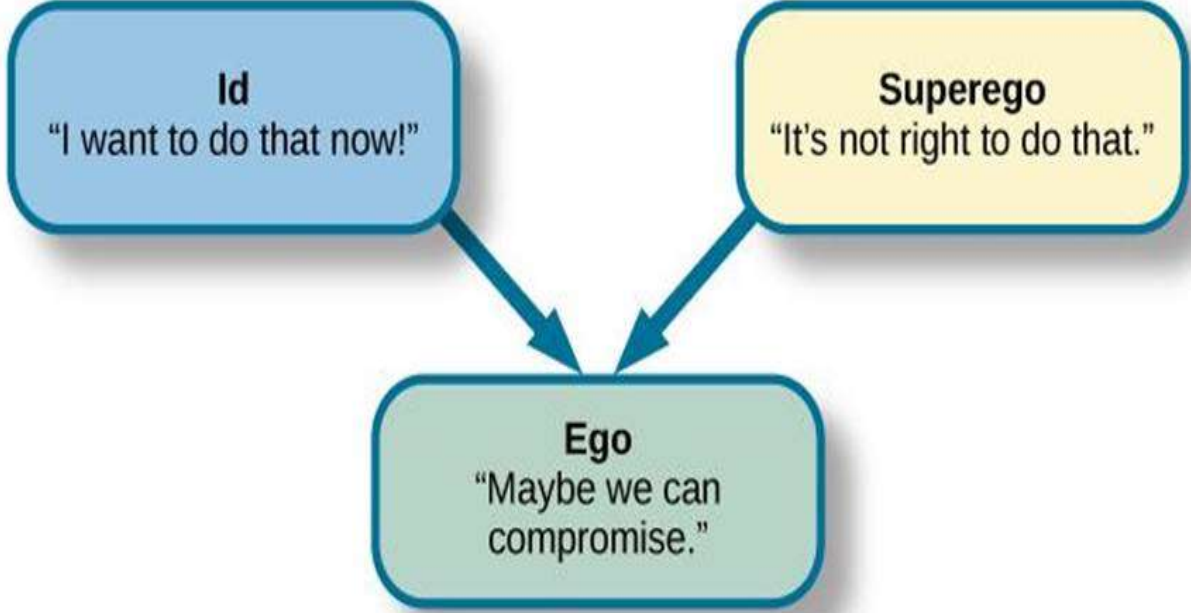 Id
“I want to do that now!”
Superego
“It’s not right to do that.”
Ego
“Maybe we can
compromise.”